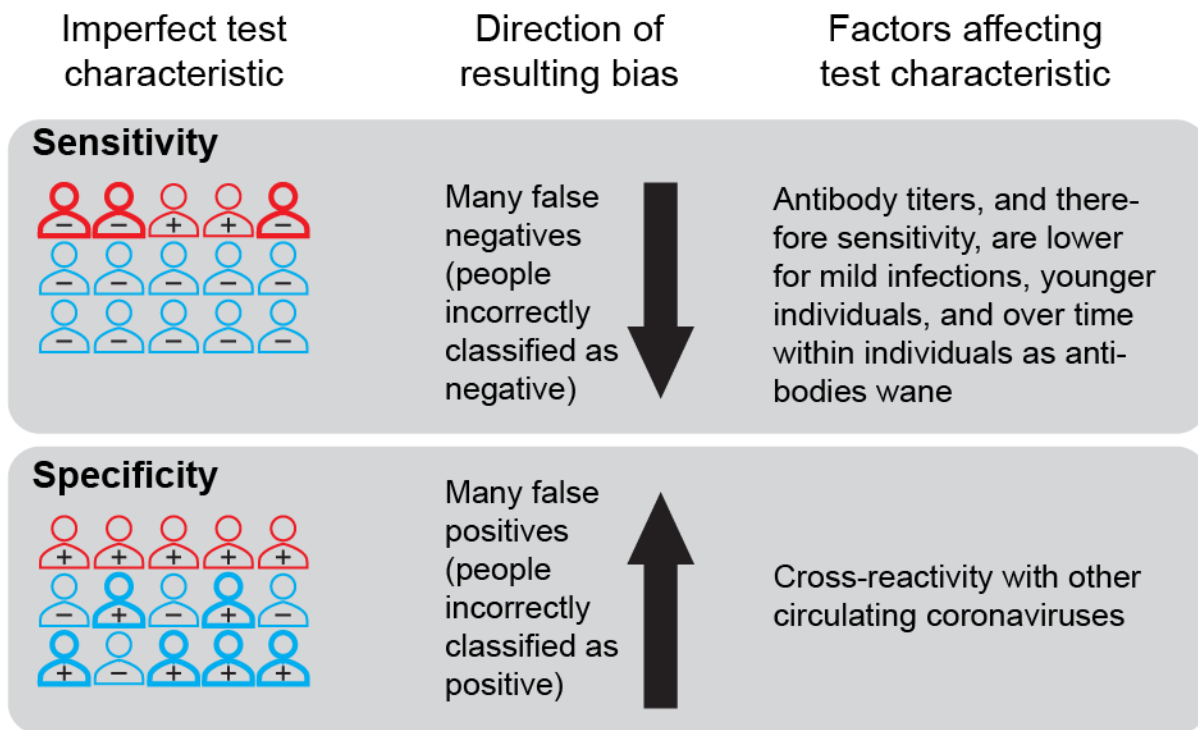 Imperfect test
characteristic
Direction of
resulting bias
Factors affecting
test characteristic
Sensitivity
− − + + −
− − − − −
− − − − −
Many false
negatives
(people
incorrectly
classified as
negative)
Antibody titers, and there-
fore sensitivity, are lower
for mild infections, younger
individuals, and over time
within individuals as anti-
bodies wane
Specificity
+ + + + +
− + − + −
+ − + + +
Many false
positives
(people
incorrectly
classified as
positive)
Cross-reactivity with other
circulating coronaviruses